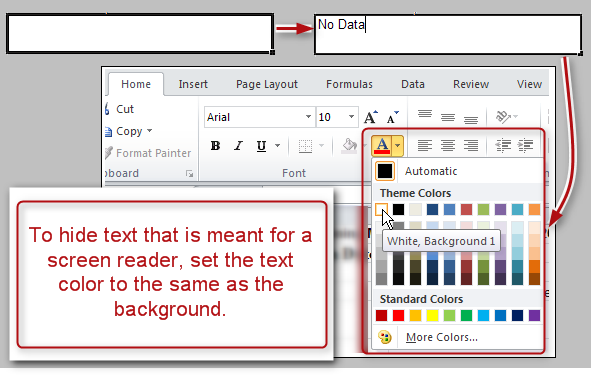 No Data
Home Insert Page Layout Formulas Data Review View
Cut
Copy
Format Painter
board
Arial 10 A A
B I U
Font
A
Automatic
Theme Colors
White, Background 1
Standard Colors
More Colors...
To hide text that is meant for a
screen reader, set the text
color to the same as the
background.